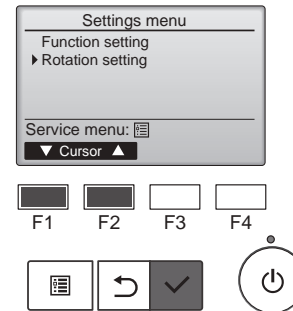 Settings menu
Function setting
Rotation setting
Service menu:
▼ Cursor ▲
F1 F2 F3 F4